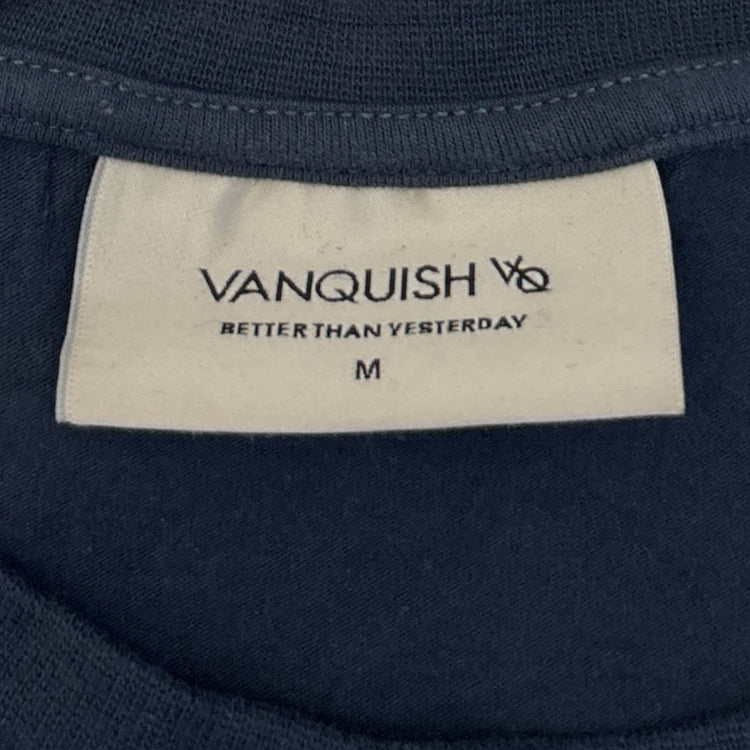 VANQUISH VQ
BETTER THAN YESTERDAY
M